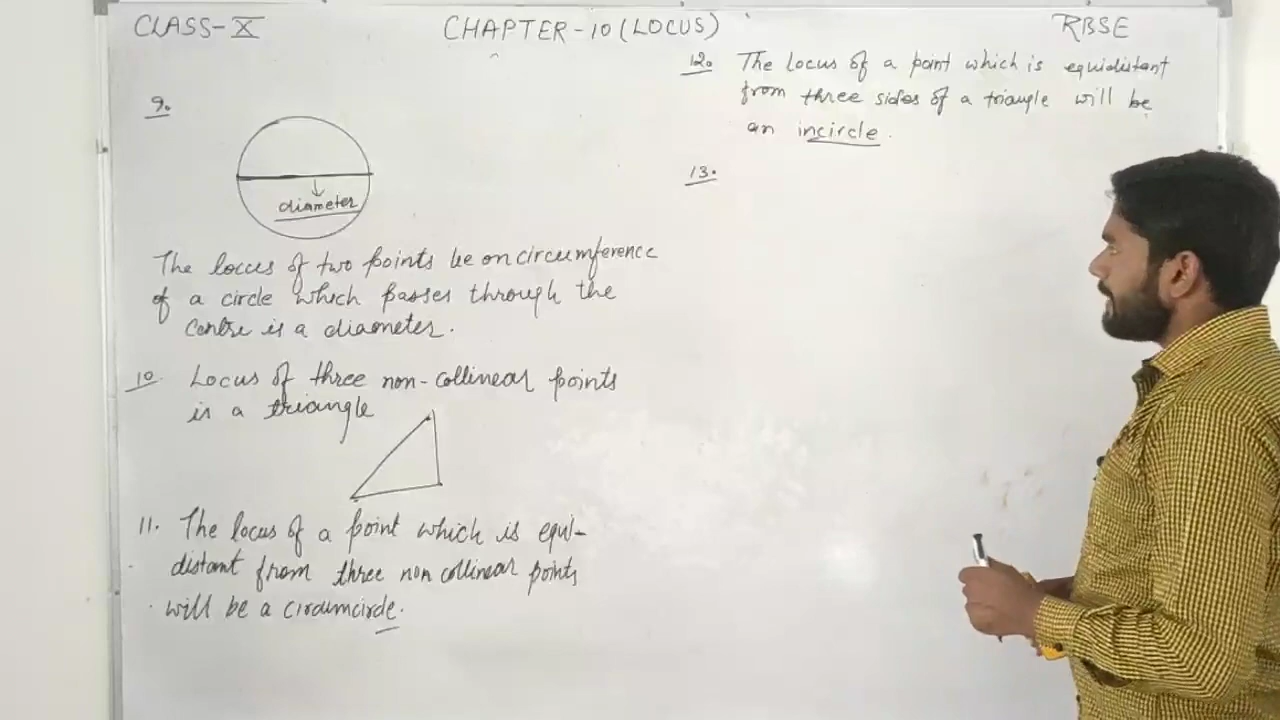 CLASS-X
CHAPTER-10 (LOCUS)
RBSE
9.
diameter
The locus of two points be on circumference
of a circle which passes through the
centre is a diameter.
10. Locus of three non-collinear points
is a triangle
11. The locus of a point which is equi-
distant from three non collinear points
will be a circumcircle.
12. The locus of a point which is equidistant
from three sides of a triangle will be
an incircle.
13.